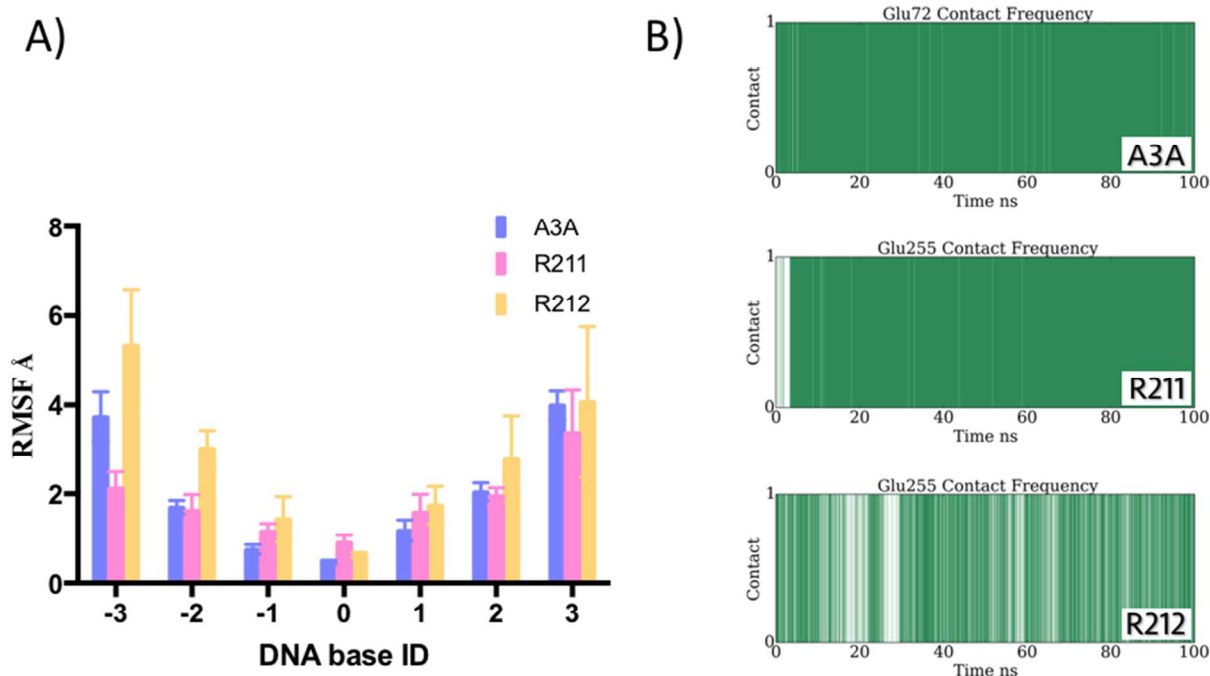 A)
8
6
4
2
0
RMSF Å
A3A
R211
R212
-3 -2 -1 0 1 2 3
DNA base ID
B)
Glu72 Contact Frequency
1
Contact
0
A3A
0 20 40 60 80 100
Time ns
Glu255 Contact Frequency
1
Contact
0
R211
0 20 40 60 80 100
Time ns
Glu255 Contact Frequency
1
Contact
0
R212
0 20 40 60 80 100
Time ns